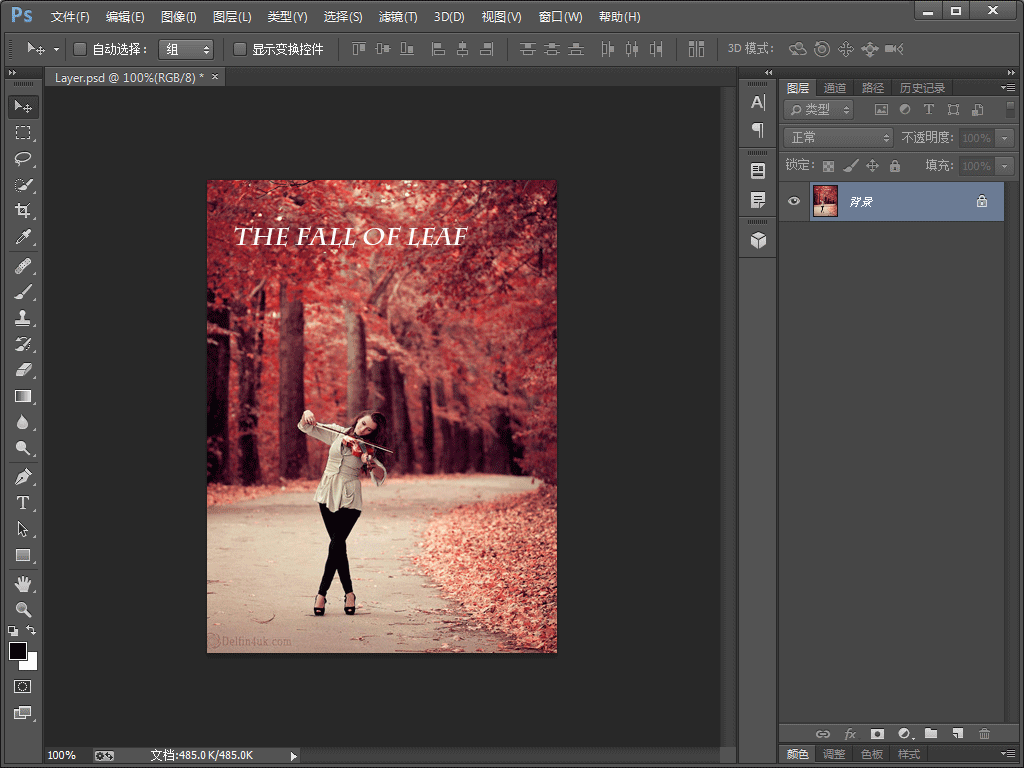 Ps 文件(F) 编辑(E) 图像(I) 图层(L) 类型(Y) 选择(S) 滤镜(T) 3D(D) 视图(V) 窗口(W) 帮助(H)
自动选择： 组 显示变换控件 3D 模式：
Layer.psd @ 100%(RGB/8) * ×
图层 通道 路径 历史记录
类型
正常 不透明度: 100%
锁定: 填充: 100%
背景
THE FALL OF LEAF
Delfin4uk.com
100% 文档:485.0K/485.0K
fx
颜色 调整 色板 样式